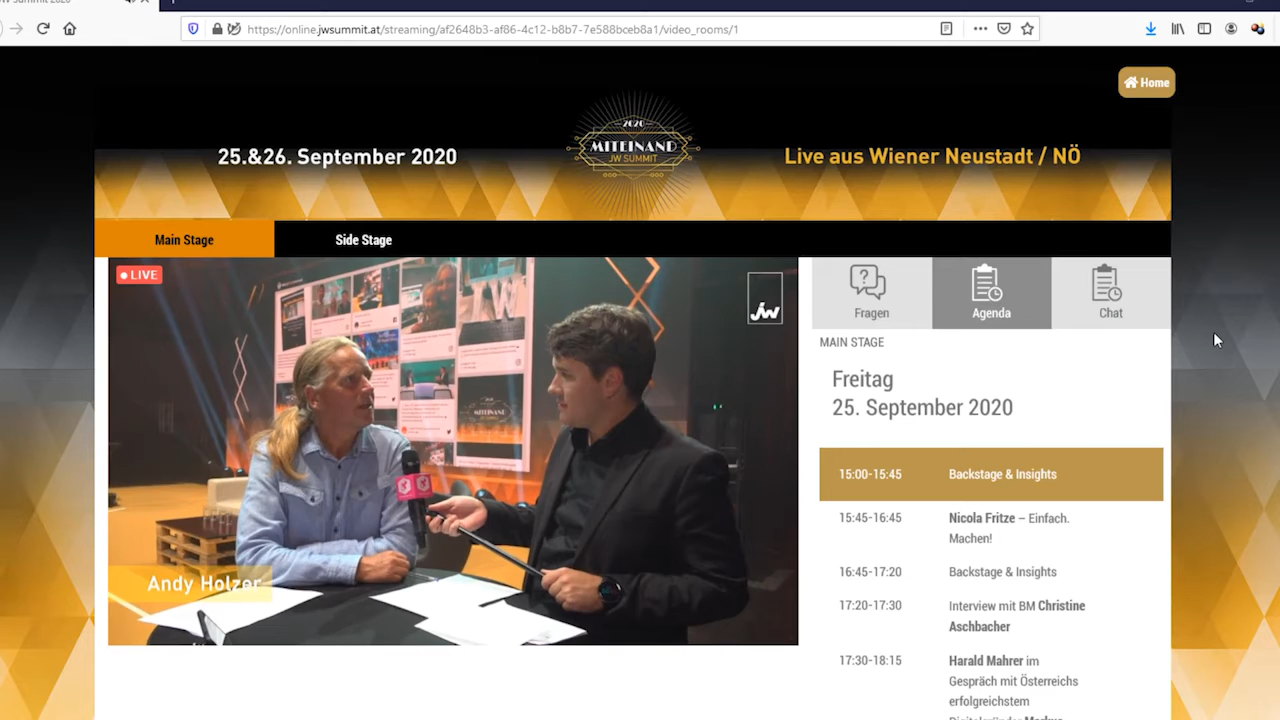 https://online.jwsummit.at/streaming/af2648b3-af86-4c12-b8b7-7e588bceb8a1/video_rooms/1
Home
25.&26. September 2020
2020
MITEINAND
JW SUMMIT
Live aus Wiener Neustadt / NÖ
Main Stage
Side Stage
LIVE
jw
MITEINAND
Andy Holzer
Fragen
Agenda
Chat
MAIN STAGE
Freitag
25. September 2020
15:00-15:45 Backstage & Insights
15:45-16:45 Nicola Fritze – Einfach.
Machen!
16:45-17:20 Backstage & Insights
17:20-17:30 Interview mit BM Christine
Aschbacher
17:30-18:15 Harald Mahrer im
Gespräch mit Österreichs
erfolgreichstem
Digitalgründer Markus